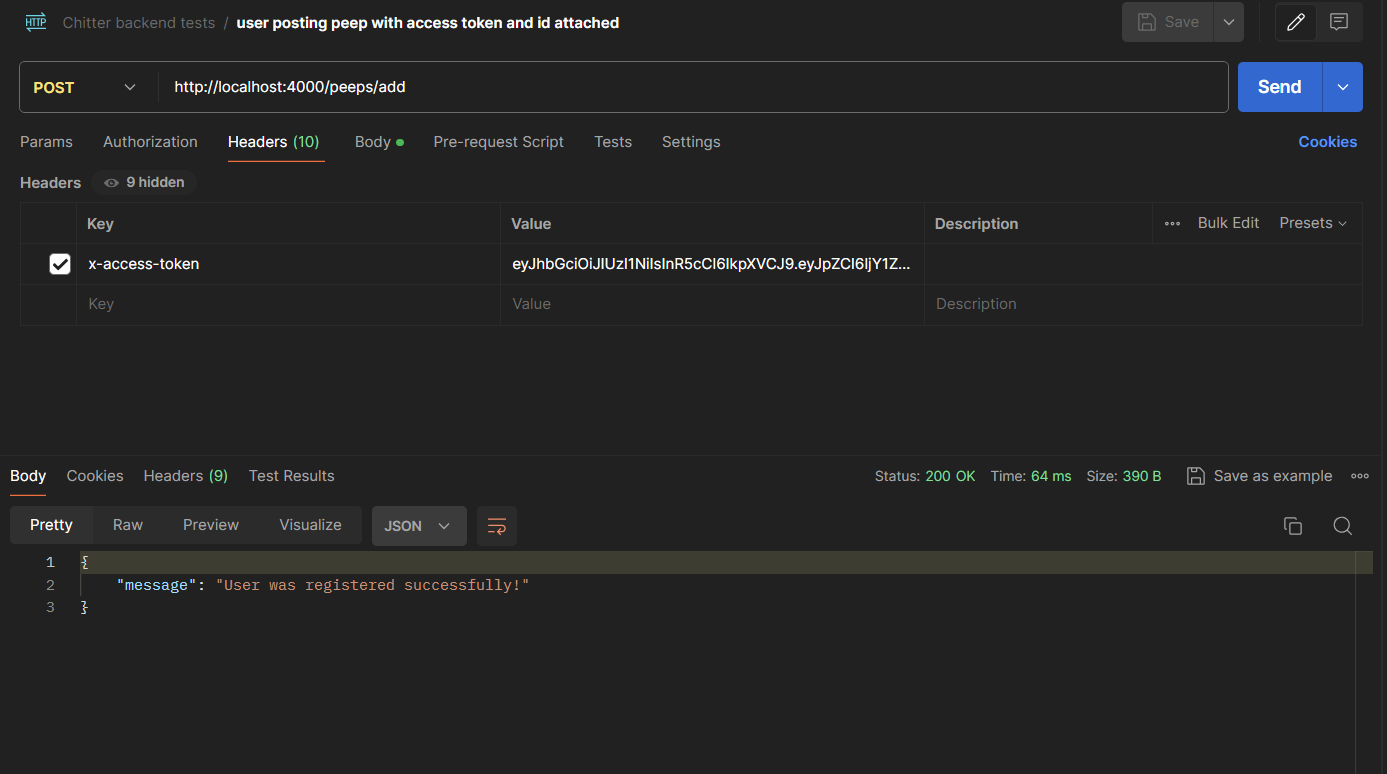 HTTP Chitter backend tests / user posting peep with access token and id attached Save
POST http://localhost:4000/peeps/add Send
Params Authorization Headers (10) Body Pre-request Script Tests Settings Cookies
Headers 9 hidden
Key Value Description Bulk Edit Presets
x-access-token eyJhbGciOiJIUzI1NiIsInR5cCI6IkpXVCJ9.eyJpZCI6IjY1Z...
Key Value Description
Body Cookies Headers (9) Test Results Status: 200 OK Time: 64 ms Size: 390 B Save as example
Pretty Raw Preview Visualize JSON
1 {
2 "message": "User was registered successfully!"
3 }